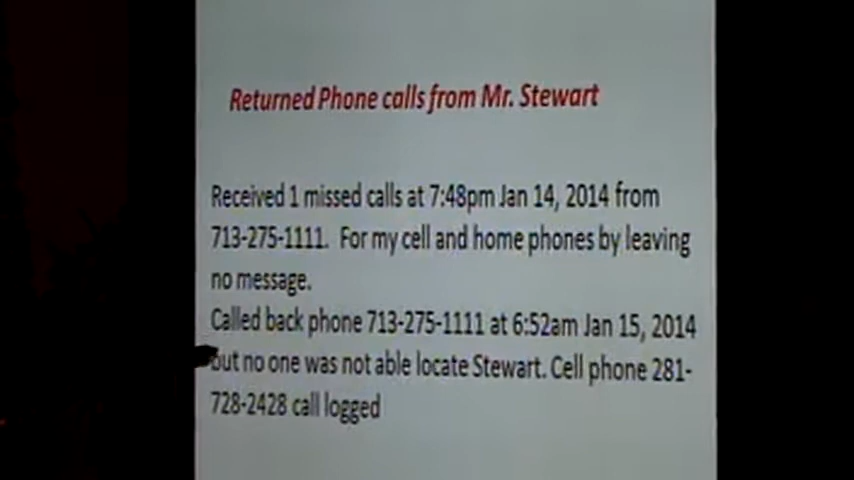 Returned Phone calls from Mr. Stewart
Received 1 missed calls at 7:48pm Jan 14, 2014 from
713-275-1111. For my cell and home phones by leaving
no message.
Called back phone 713-275-1111 at 6:52am Jan 15, 2014
but no one was not able locate Stewart. Cell phone 281-
728-2428 call logged